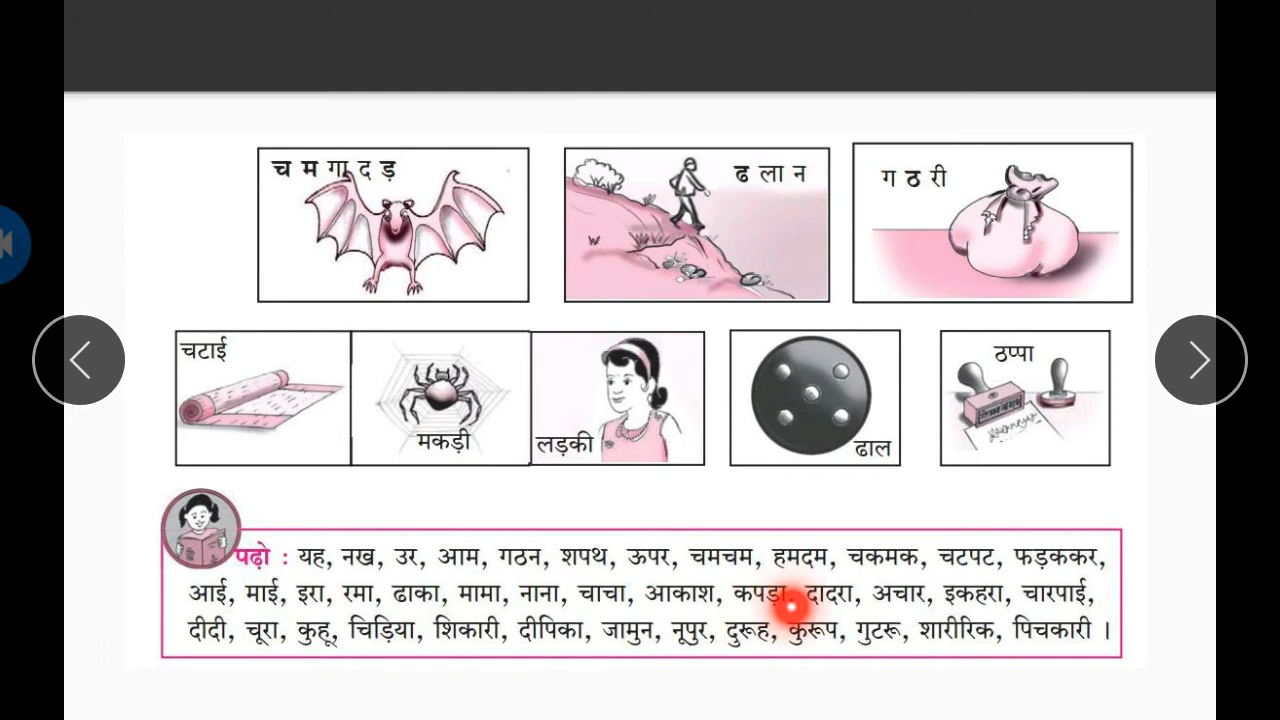 च म गा द ड़
ढ ला न
ग ठ री
चटाई
मकड़ी
लड़की
ढाल
ठप्पा
पढ़ो : यह, नख, उर, आम, गठन, शपथ, ऊपर, चमचम, हमदम, चकमक, चटपट, फड़ककर,
आई, माई, इरा, रमा, ढाका, मामा, नाना, चाचा, आकाश, कपड़ा, दादरा, अचार, इकहरा, चारपाई,
दीदी, चूरा, कुहू, चिड़िया, शिकारी, दीपिका, जामुन, नूपुर, दुरूह, कुरूप, गुटरू, शारीरिक, पिचकारी ।